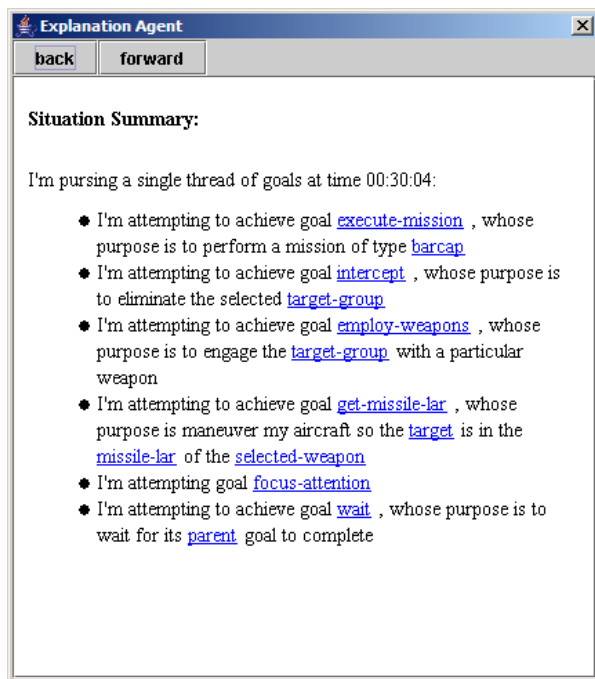 Explanation Agent
back forward
Situation Summary:
I'm pursing a single thread of goals at time 00:30:04:
● I'm attempting to achieve goal execute-mission , whose
purpose is to perform a mission of type barcap
● I'm attempting to achieve goal intercept , whose purpose is
to eliminate the selected target-group
● I'm attempting to achieve goal employ-weapons , whose
purpose is to engage the target-group with a particular
weapon
● I'm attempting to achieve goal get-missile-lar , whose
purpose is maneuver my aircraft so the target is in the
missile-lar of the selected-weapon
● I'm attempting goal focus-attention
● I'm attempting to achieve goal wait , whose purpose is to
wait for its parent goal to complete